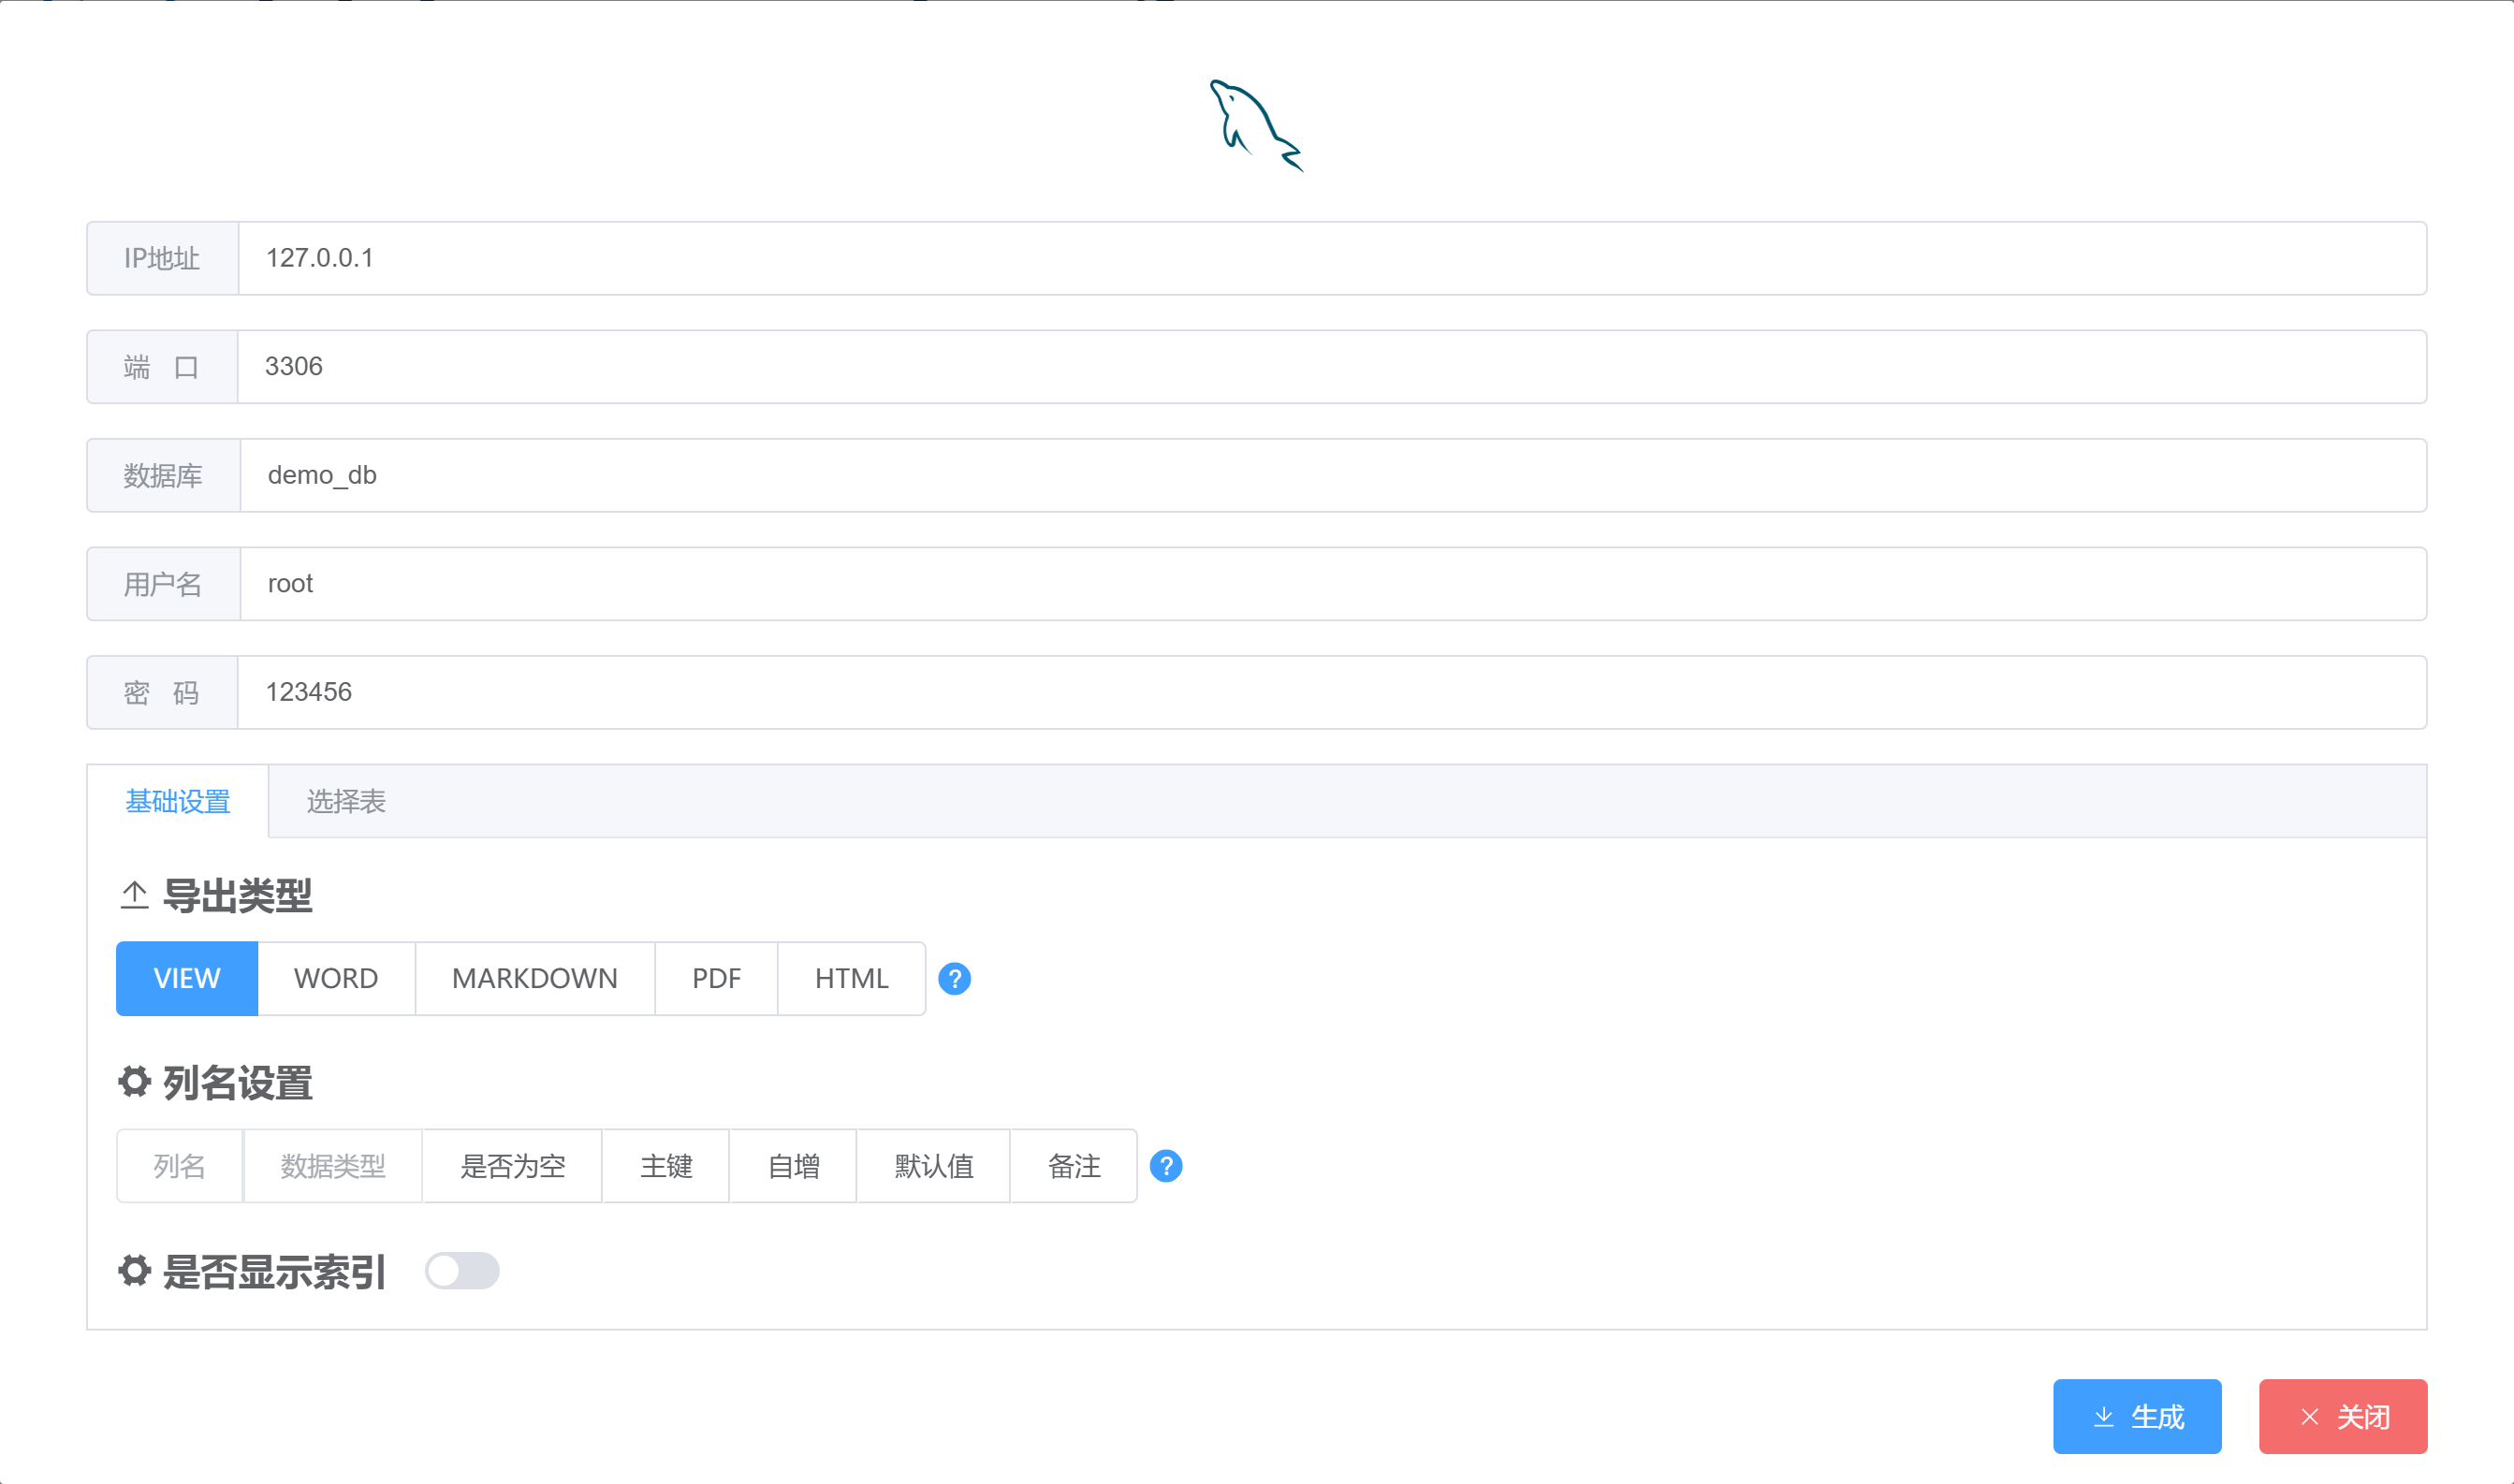 IP地址 127.0.0.1
端 口 3306
数据库 demo_db
用户名 root
密 码 123456
基础设置 选择表
导出类型
VIEW WORD MARKDOWN PDF HTML ?
列名设置
列名 数据类型 是否为空 主键 自增 默认值 备注 ?
是否显示索引
生成 关闭